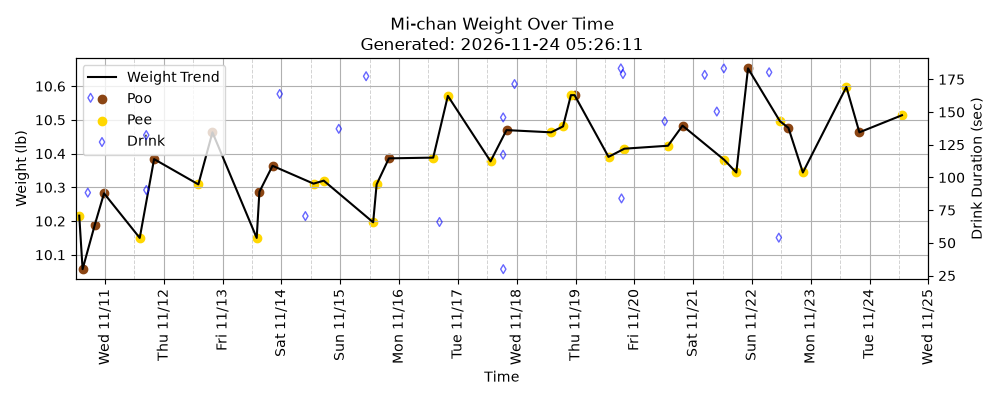 Mi-chan Weight Over Time
Generated: 2026-11-24 05:26:11
Weight Trend
Poo
Pee
Drink
Weight (lb)
10.6
10.5
10.4
10.3
10.2
10.1
175
150
125
100
75
50
25
Drink Duration (sec)
Wed 11/11
Thu 11/12
Fri 11/13
Sat 11/14
Sun 11/15
Mon 11/16
Tue 11/17
Wed 11/18
Thu 11/19
Fri 11/20
Sat 11/21
Sun 11/22
Mon 11/23
Tue 11/24
Wed 11/25
Time